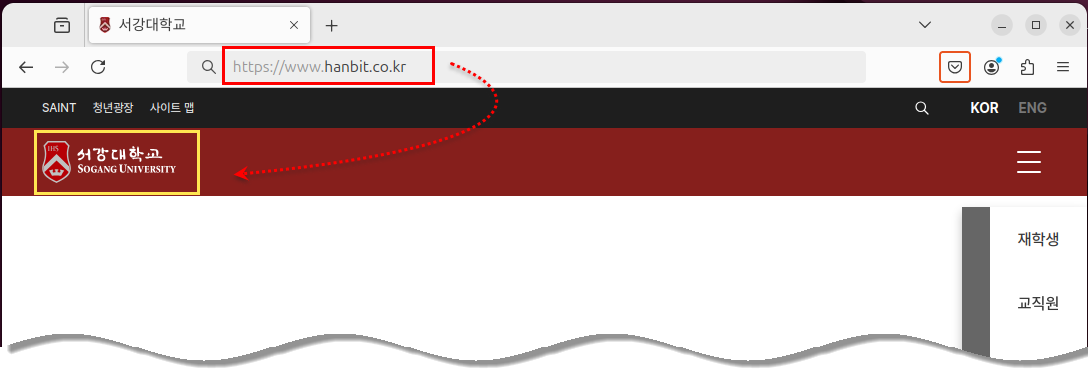 서강대학교
https://www.hanbit.co.kr
SAINT 청년광장 사이트 맵 KOR ENG
IHS
서강대학교
SOGANG UNIVERSITY
재학생
교직원